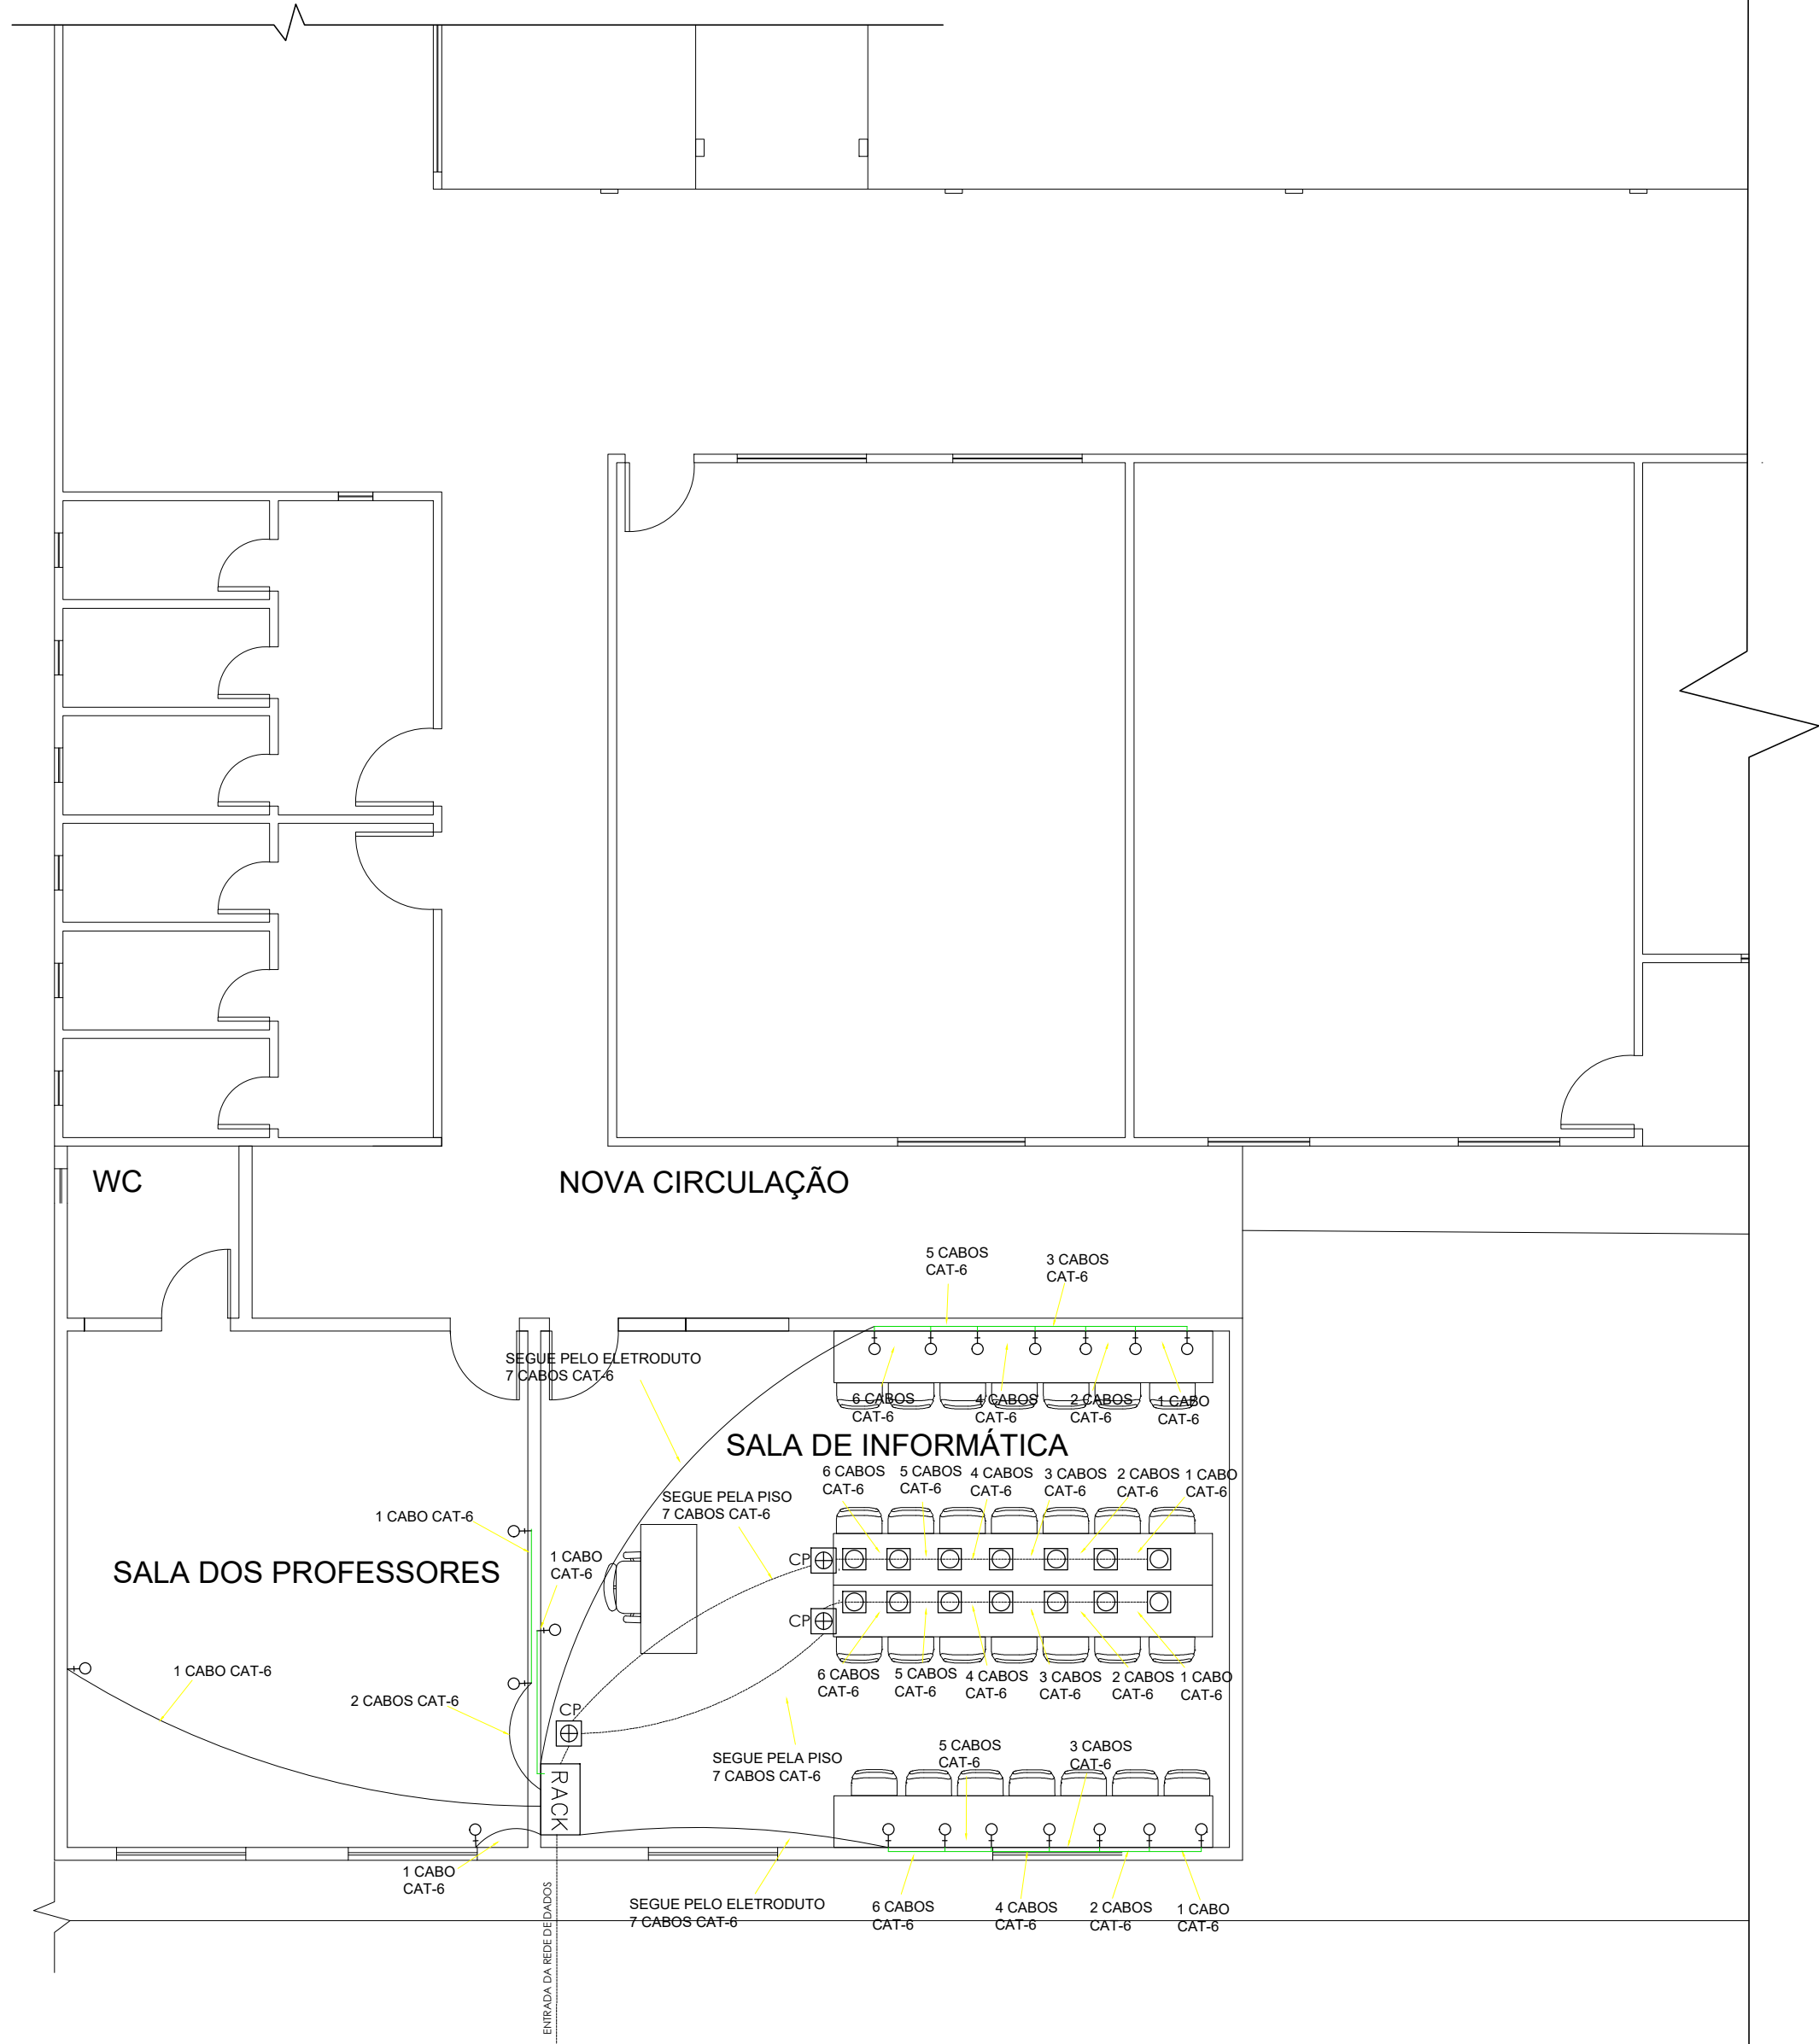 WC
NOVA CIRCULAÇÃO
5 CABOS
CAT-6
3 CABOS
CAT-6
SEGUE PELO ELETRODUTO
7 CABOS CAT-6
6 CABOS
CAT-6
4 CABOS
CAT-6
2 CABOS
CAT-6
1 CABO
CAT-6
SALA DE INFORMÁTICA
6 CABOS
CAT-6
5 CABOS
CAT-6
4 CABOS
CAT-6
3 CABOS
CAT-6
2 CABOS
CAT-6
1 CABO
CAT-6
SEGUE PELA PISO
7 CABOS CAT-6
1 CABO CAT-6
1 CABO
CAT-6
CP
SALA DOS PROFESSORES
CP
1 CABO CAT-6
2 CABOS CAT-6
6 CABOS
CAT-6
5 CABOS
CAT-6
4 CABOS
CAT-6
3 CABOS
CAT-6
2 CABOS
CAT-6
1 CABO
CAT-6
CP
SEGUE PELA PISO
7 CABOS CAT-6
5 CABOS
CAT-6
3 CABOS
CAT-6
RACK
1 CABO
CAT-6
SEGUE PELO ELETRODUTO
7 CABOS CAT-6
6 CABOS
CAT-6
4 CABOS
CAT-6
2 CABOS
CAT-6
1 CABO
CAT-6
ENTRADA DA REDE DE DADOS